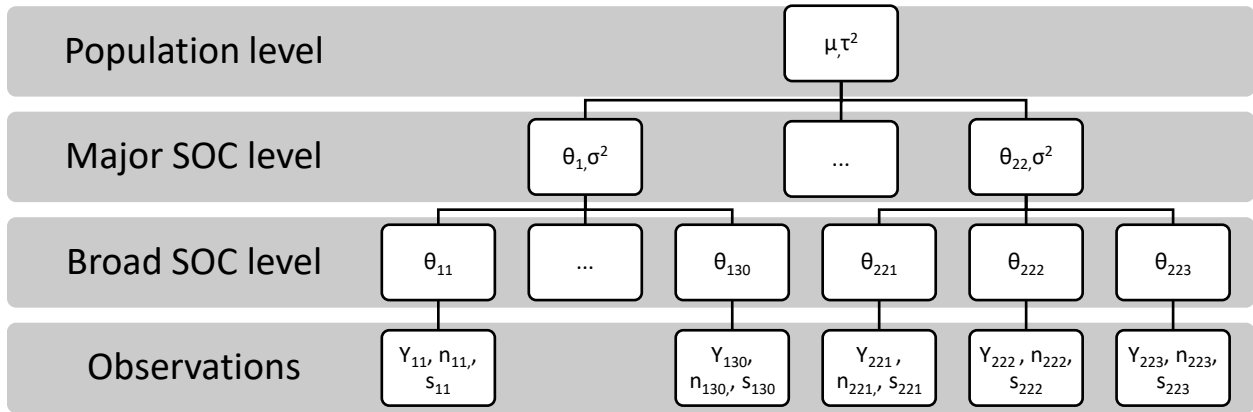 Population level
μ,τ²
Major SOC level
θ₁,σ²
...
θ₂₂,σ²
Broad SOC level
θ₁₁
...
θ₁₃₀
θ₂₂₁
θ₂₂₂
θ₂₂₃
Observations
Y₁₁, n₁₁,,
s₁₁
Y₁₃₀,
n₁₃₀,, s₁₃₀
Y₂₂₁ ,
n₂₂₁,, s₂₂₁
Y₂₂₂ , n₂₂₂,
s₂₂₂
Y₂₂₃, n₂₂₃,
s₂₂₃